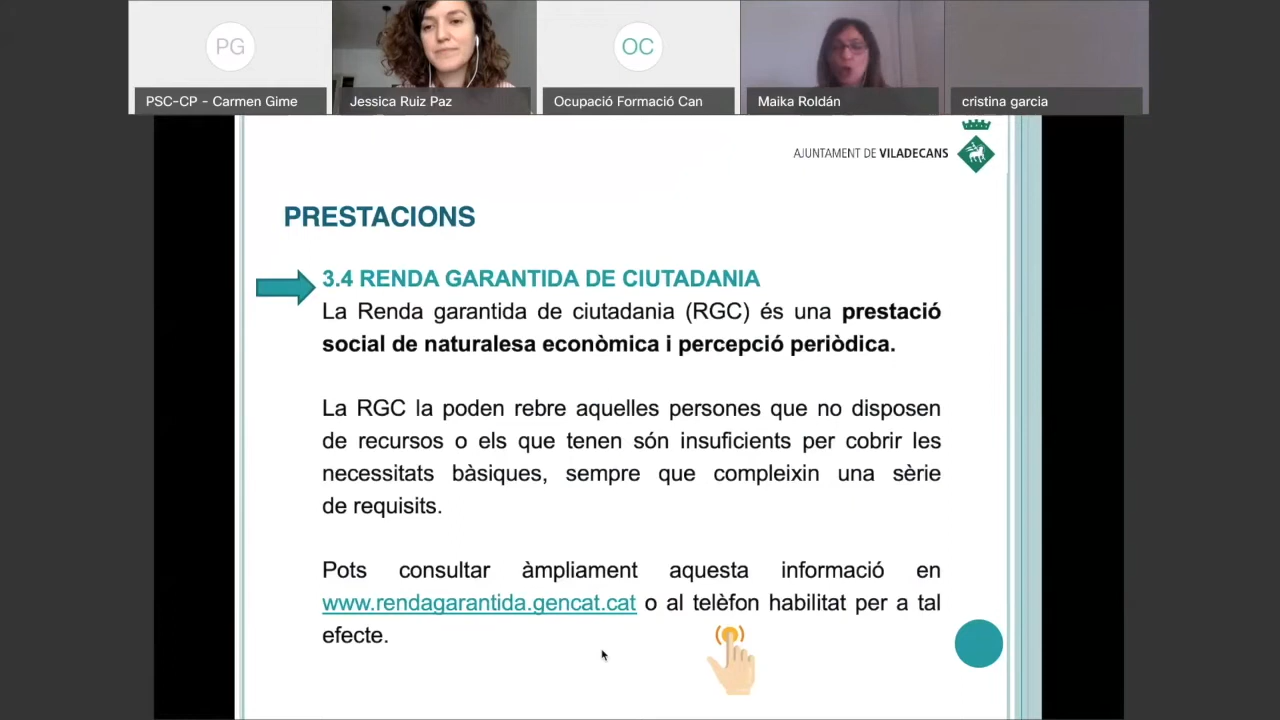 PG
OC
PSC-CP - Carmen Gime
Jessica Ruiz Paz
Ocupació Formació Can
Maika Roldán
cristina garcia
AJUNTAMENT DE VILADECANS
PRESTACIONS
3.4 RENDA GARANTIDA DE CIUTADANIA
La Renda garantida de ciutadania (RGC) és una prestació
social de naturalesa econòmica i percepció periòdica.
La RGC la poden rebre aquelles persones que no disposen
de recursos o els que tenen són insuficients per cobrir les
necessitats bàsiques, sempre que compleixin una sèrie
de requisits.
Pots consultar àmpliament aquesta informació en
www.rendagarantida.gencat.cat o al telèfon habilitat per a tal
efecte.